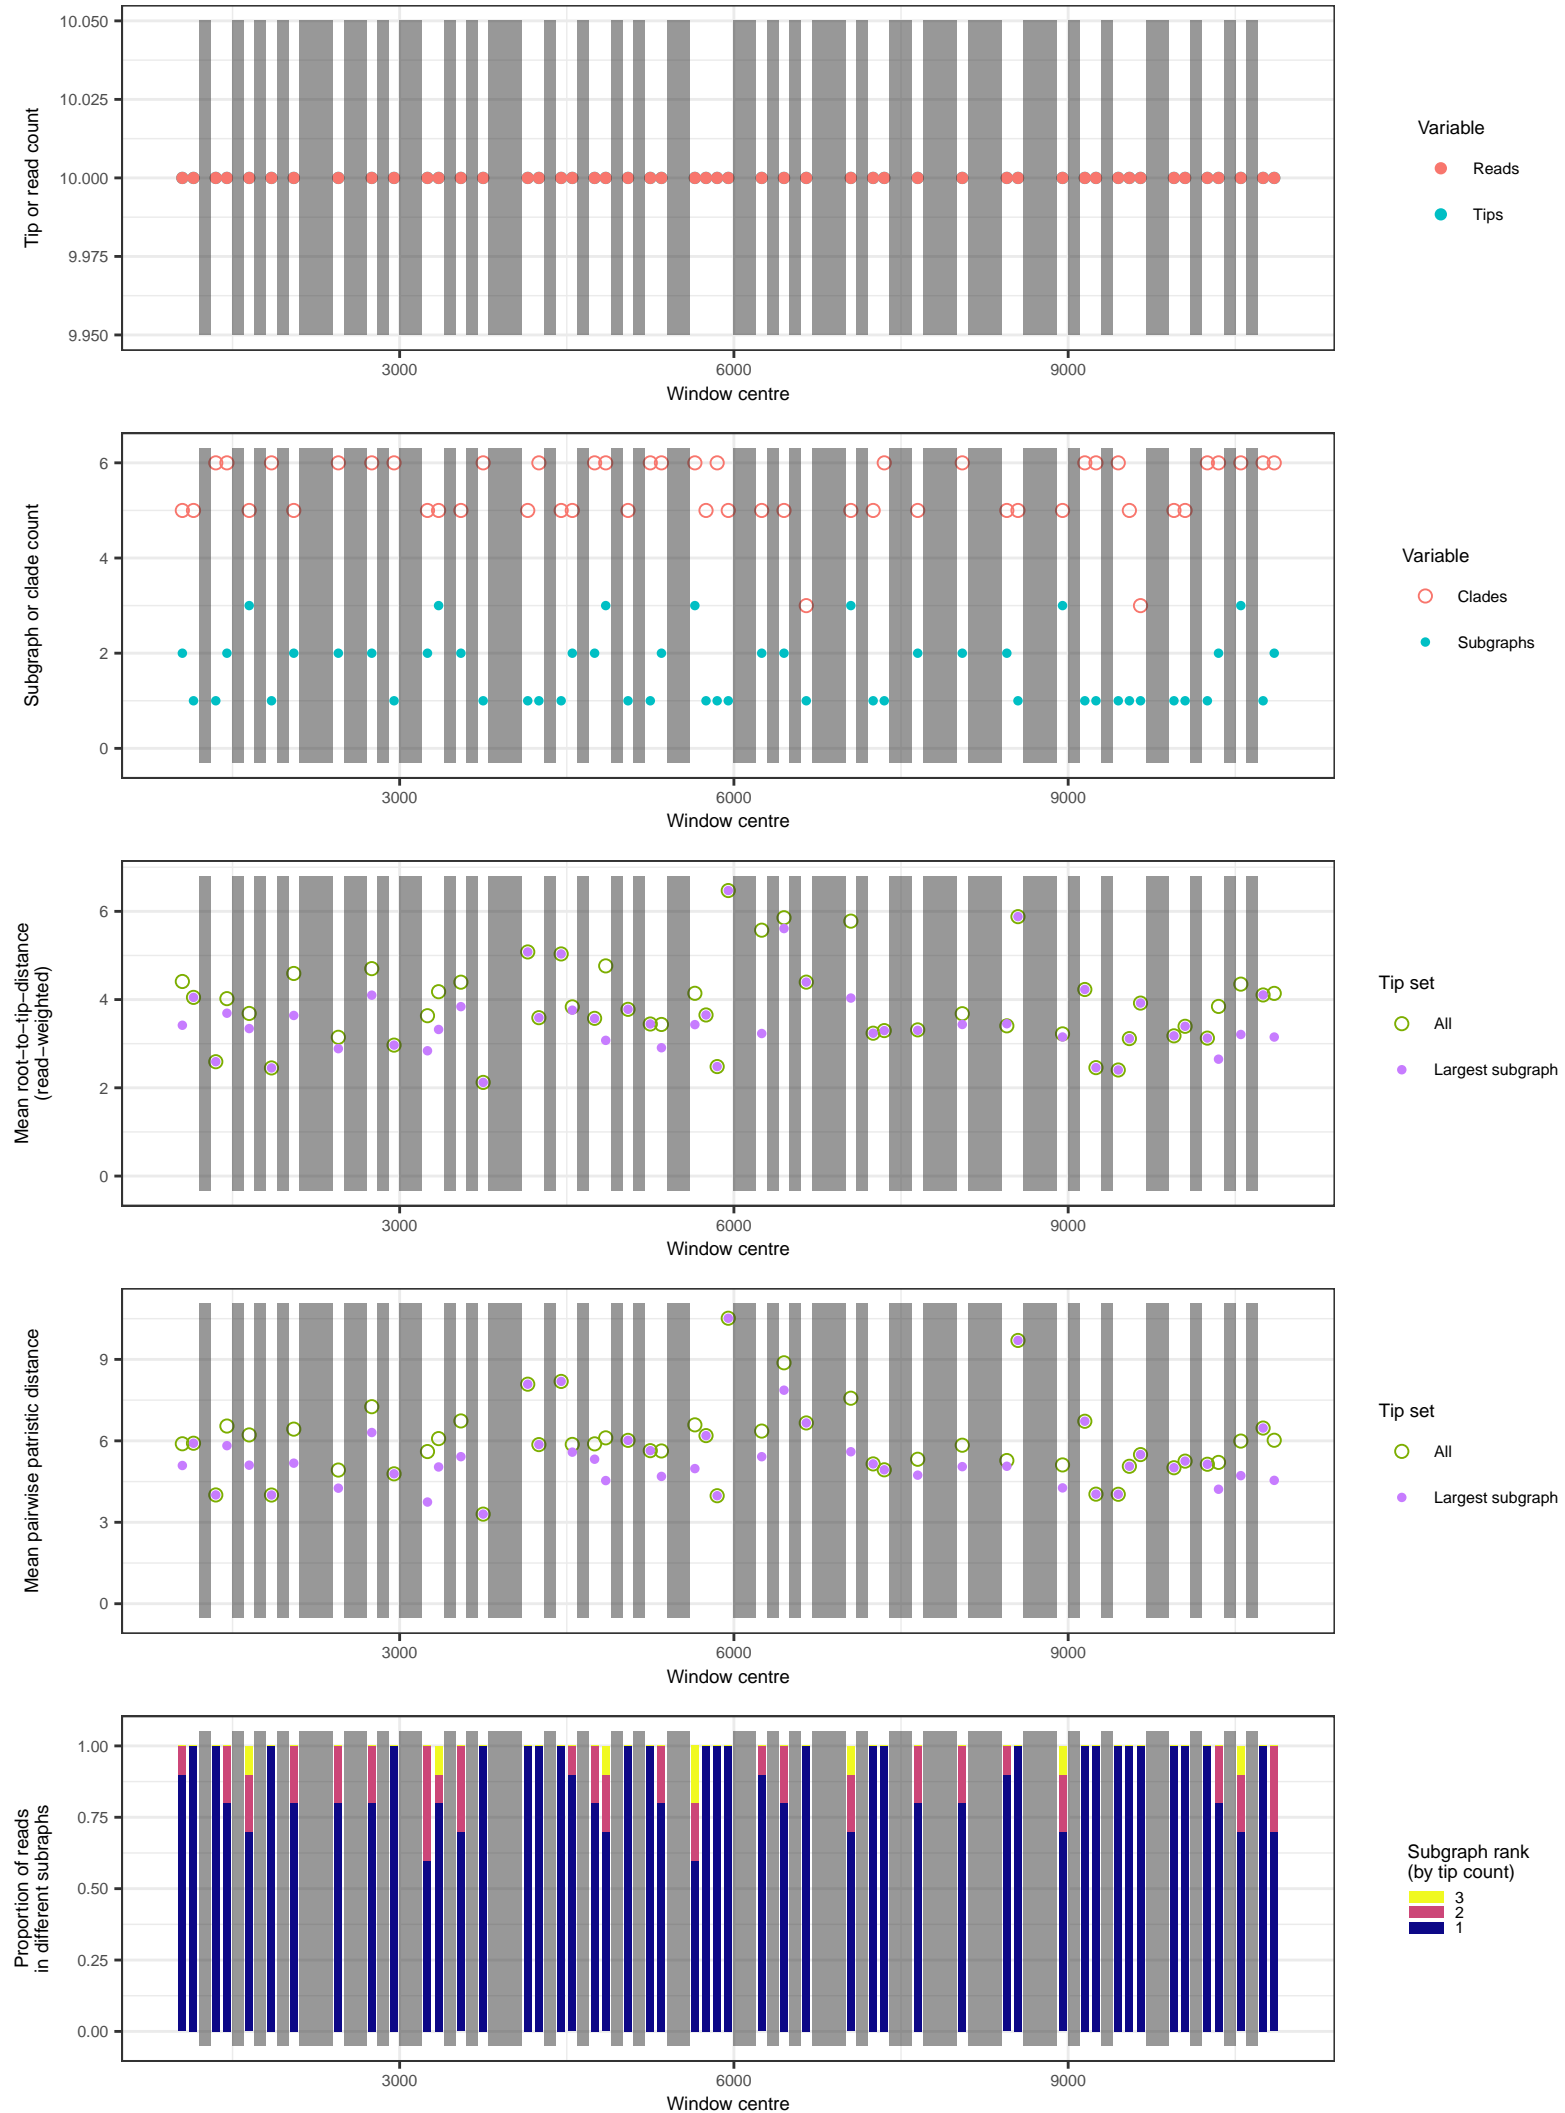 10.050
10.025
10.000
9.975
9.950
Tip or read count
3000 6000 9000
Window centre
Variable
Reads
Tips
6
4
2
0
Subgraph or clade count
3000 6000 9000
Window centre
Variable
Clades
Subgraphs
6
4
2
0
Mean root−to−tip−distance
(read−weighted)
3000 6000 9000
Window centre
Tip set
All
Largest subgraph
9
6
3
0
Mean pairwise patristic distance
3000 6000 9000
Window centre
Tip set
All
Largest subgraph
1.00
0.75
0.50
0.25
0.00
Proportion of reads
in different subraphs
3000 6000 9000
Window centre
Subgraph rank
(by tip count)
3
2
1